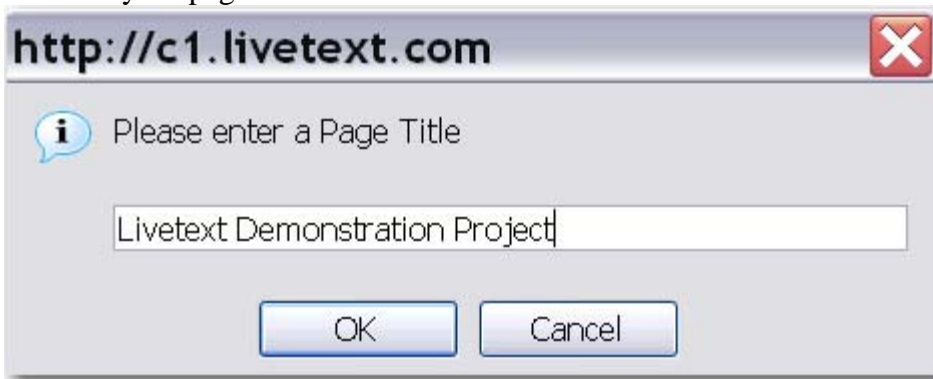 http://c1.livetext.com
Please enter a Page Title
Livetext Demonstration Project
OK
Cancel